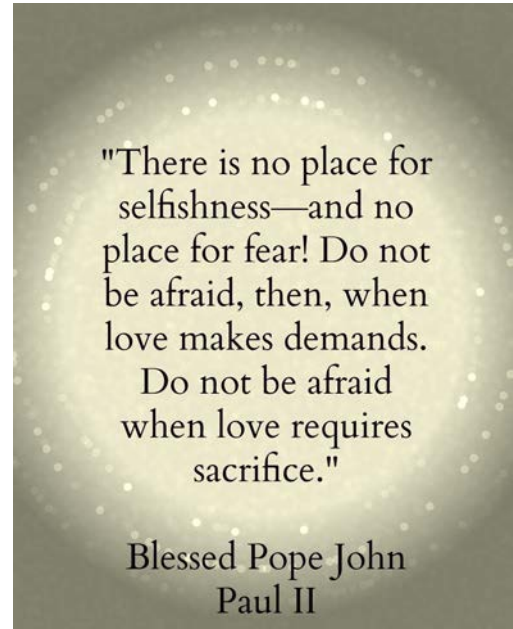 "There is no place for
selfishness—and no
place for fear! Do not
be afraid, then, when
love makes demands.
Do not be afraid
when love requires
sacrifice."
Blessed Pope John
Paul II